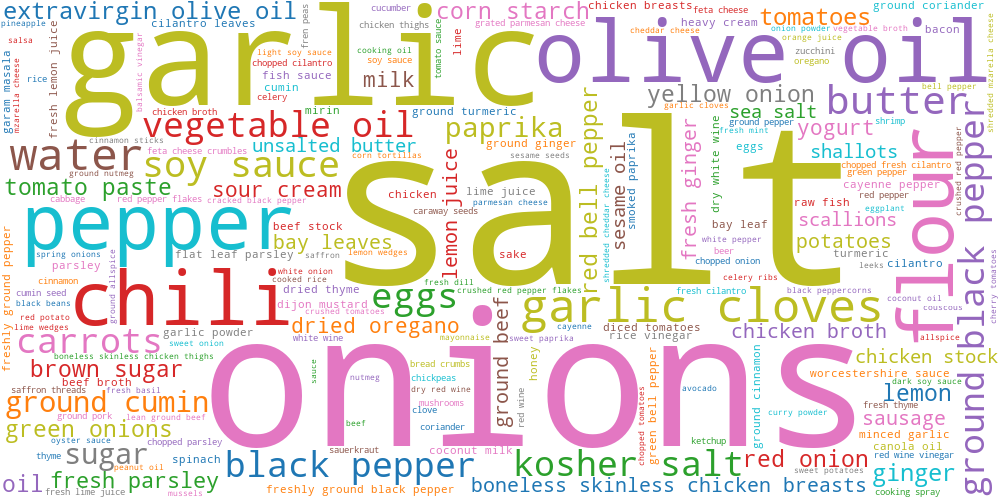 extravirgin olive oil
pineapple
cilantro leaves
salsa
rice
garam masala
mzarella cheese
fresh lemon juice
garlic
balsamic vinegar
light soy sauce
chopped cilantro
fish sauce
cumin
celery
mirin
fren peas
cucumber
chicken thighs
cooking oil
soy sauce
milk
tomato sauce
corn starch
grated parmesan cheese
lime
heavy cream
cheddar cheese
chicken breasts
feta cheese
tomatoes
onion powder
vegetable broth
orange juice
zucchini
oregano
ground coriander
bacon
olive oil
bell pepper
shredded mzarella cheese
cinnamon sticks
chicken broth
vegetable oil
ground turmeric
paprika
ground ginger
sesame seeds
garlic cloves
yellow onion
sea salt
butter
ground pepper
fresh mint
eggs
yogurt
shrimp
shallots
chopped fresh cilantro
green pepper
crushed red pepper
water
ground nutmeg
soy sauce
feta cheese crumbles
unsalted butter
corn tortillas
tomato paste
cabbage
red pepper flakes
sour cream
cracked black pepper
chicken
caraway seeds
lemon juice
lime juice
parmesan cheese
salt
red bell pepper
shredded cheddar cheese
sesame oil
smoked paprika
fresh ginger
dry white wine
bay leaf
raw fish
cayenne pepper
red pepper
eggplant
scallions
potatoes
turmeric
leeks
cilantro
flour
ground black pepper
cherry tomatoes
pepper
spring onions
parsley
beef stock
bay leaves
flat leaf parsley
saffron
lemon wedges
sake
white pepper
beer
chopped onion
freshly ground pepper
cinnamon
cumin seed
black beans
red potato
lime wedges
ground allspice
chili
white onion
cooked rice
dried thyme
dijon mustard
crushed tomatoes
eggs
fresh dill
crushed red pepper flakes
garlic cloves
celery ribs
fresh cilantro
black peppercorns
coconut oil
couscous
allspice
carrots
sweet onion
garlic powder
dried oregano
white wine
mayonnaise
ground beef
cayenne
sweet paprika
diced tomatoes
rice vinegar
chicken broth
boneless skinless chicken thighs
brown sugar
beef broth
saffron threads
fresh basil
onions
sauce
nutmeg
bread crumbs
chickpeas
dry red wine
mushrooms
clove
coriander
beef
sauerkraut
coconut milk
red wine
honey
chopped tomatoes
green bell pepper
avocado
ketchup
ground cinnamon
curry powder
chicken stock
worcestershire sauce
dark soy sauce
lemon
fresh thyme
sausage
minced garlic
canola oil
red wine vinegar
ground cumin
ground pork
lean ground beef
green onions
oyster sauce
chopped parsley
thyme
sugar
peanut oil
spinach
black pepper
kosher salt
red onion
sweet potatoes
ginger
oil
fresh parsley
fresh lime juice
mussels
freshly ground black pepper
boneless skinless chicken breasts
cooking spray